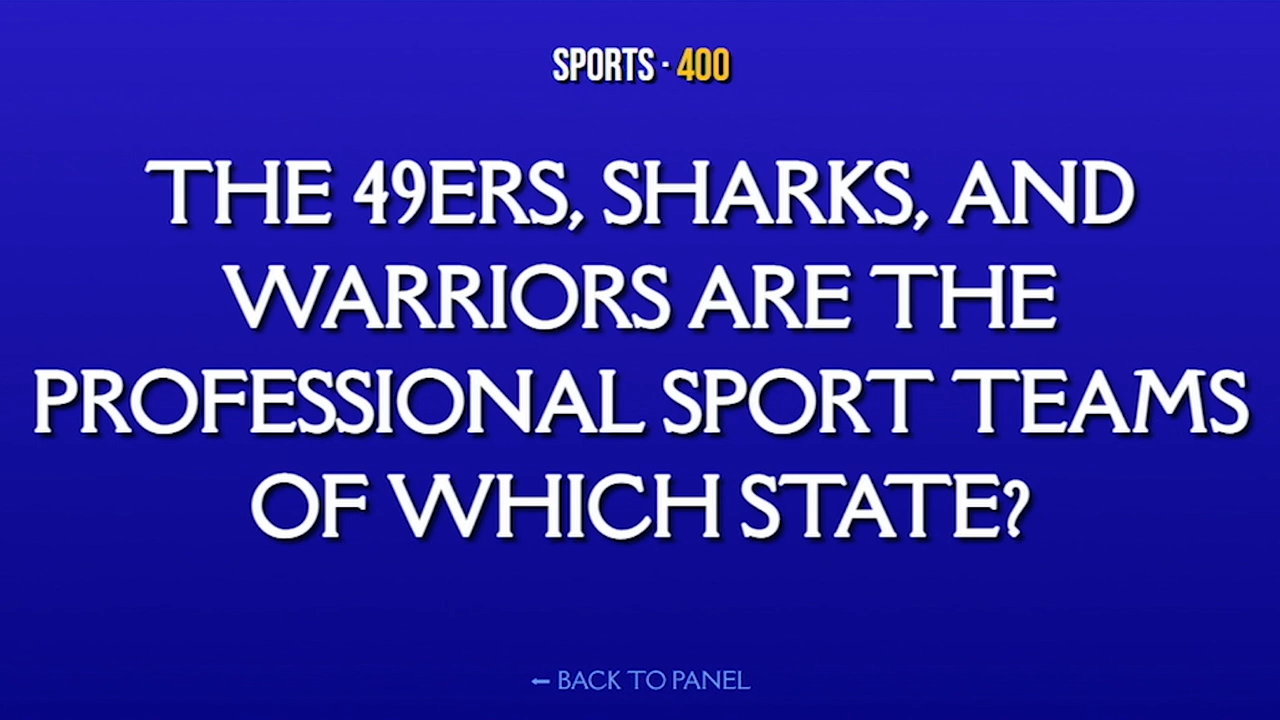 SPORTS · 400
THE 49ERS, SHARKS, AND
WARRIORS ARE THE
PROFESSIONAL SPORT TEAMS
OF WHICH STATE?
← BACK TO PANEL